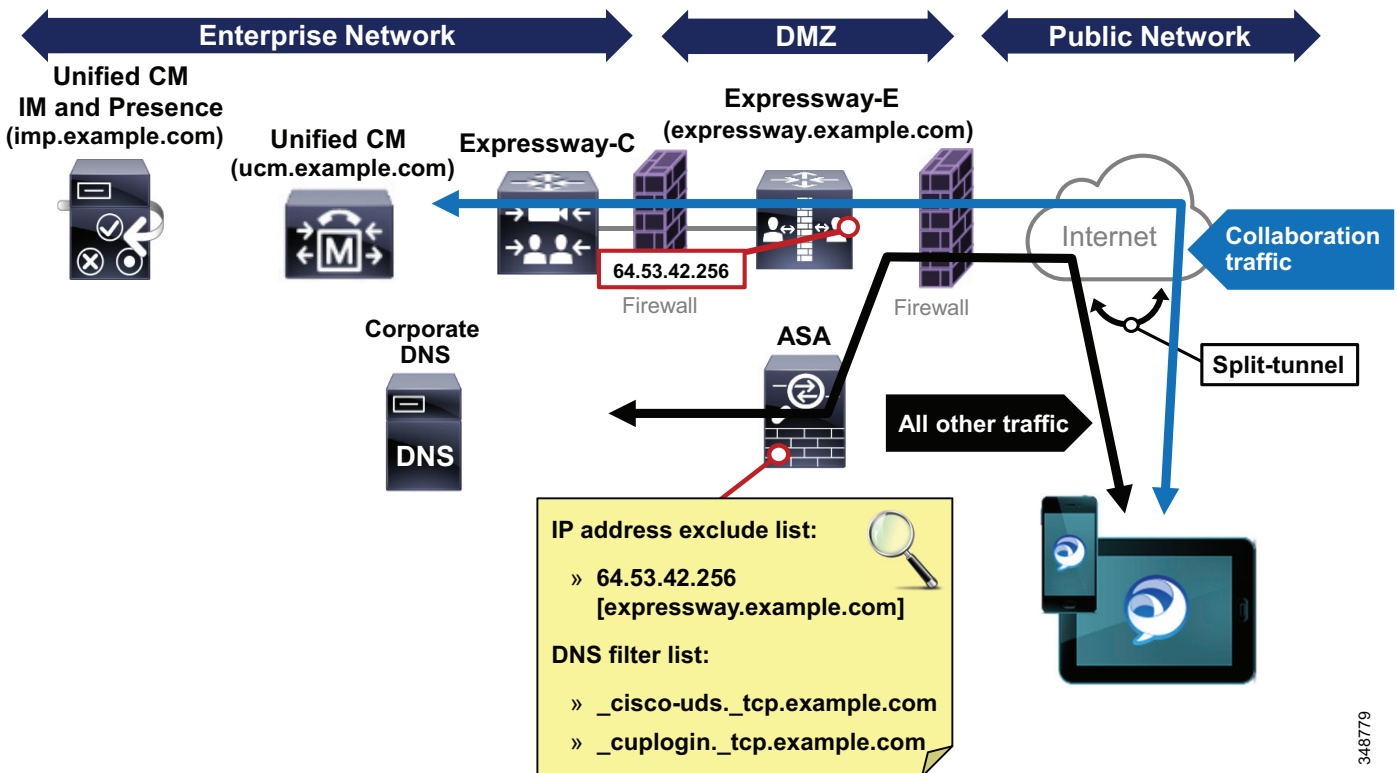 Enterprise Network
DMZ
Public Network
Unified CM
IM and Presence
(imp.example.com)
Unified CM
(ucm.example.com)
Expressway-C
Expressway-E
(expressway.example.com)
M
64.53.42.256
Firewall
Firewall
Internet
Collaboration
traffic
Split-tunnel
Corporate
DNS
DNS
ASA
All other traffic
IP address exclude list:
» 64.53.42.256
[expressway.example.com]
DNS filter list:
» _cisco-uds._tcp.example.com
» _cuplogin._tcp.example.com
348779